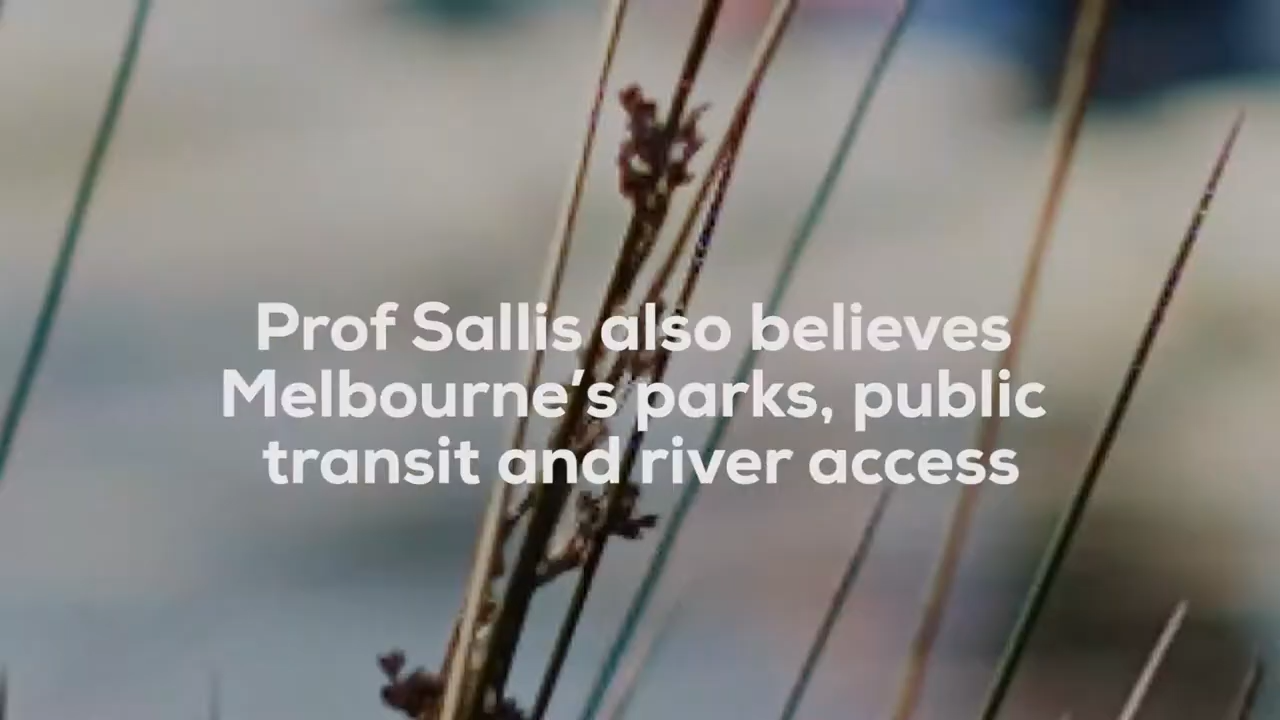 Prof Sallis also believes
Melbourne’s parks, public
transit and river access